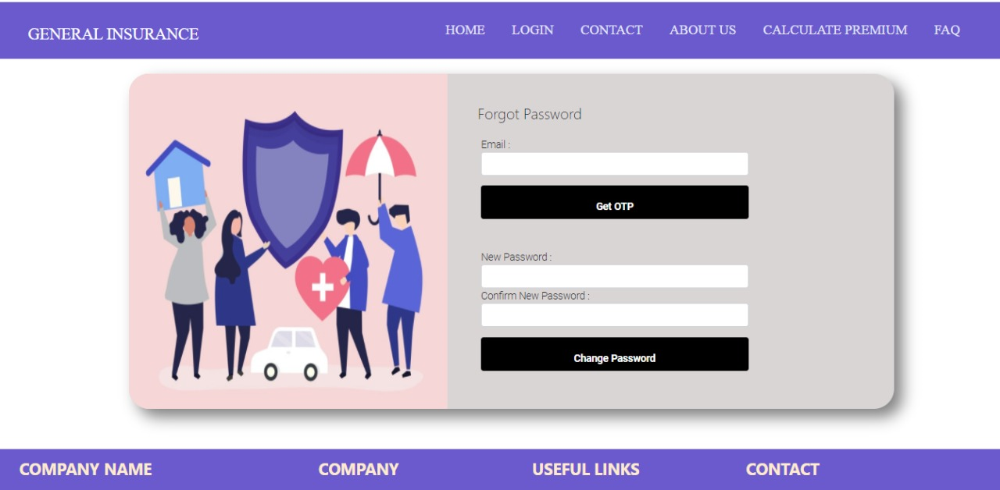 GENERAL INSURANCE
HOME LOGIN CONTACT ABOUT US CALCULATE PREMIUM FAQ
Forgot Password
Email :
Get OTP
New Password :
Confirm New Password :
Change Password
COMPANY NAME COMPANY USEFUL LINKS CONTACT